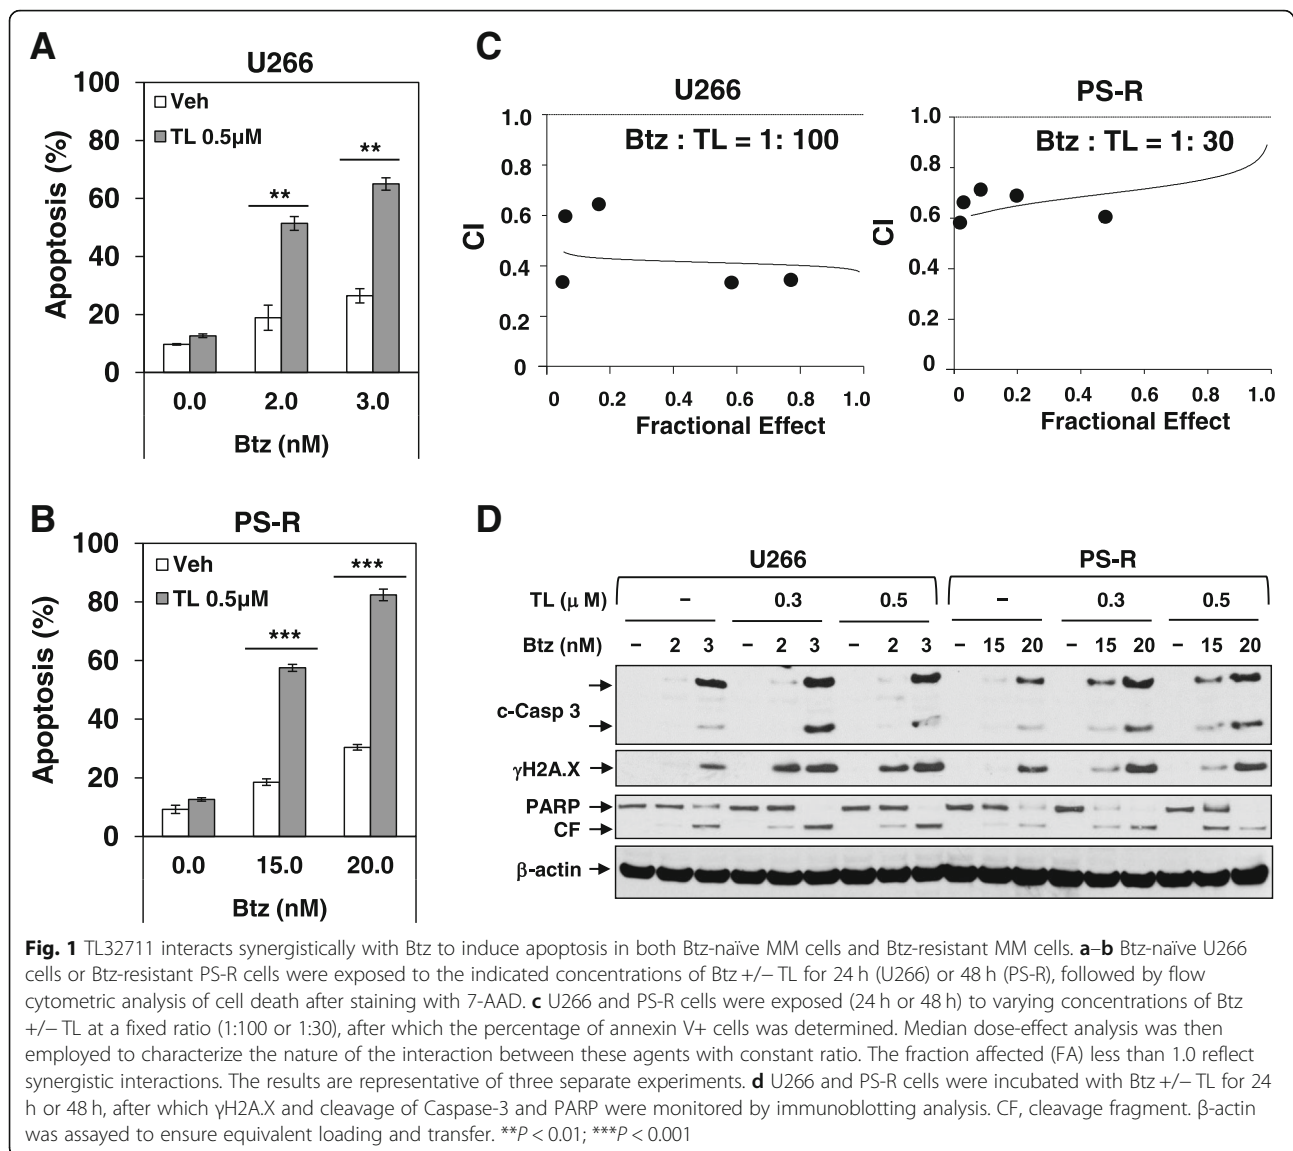 A
U266
100
80
60
40
20
0
Apoptosis (%)
Veh
TL 0.5µM
**
**
0.0 2.0 3.0
Btz (nM)
B
PS-R
100
80
60
40
20
0
Apoptosis (%)
Veh
TL 0.5µM
***
***
0.0 15.0 20.0
Btz (nM)
C
U266
Btz : TL = 1: 100
1.0
0.8
0.6
0.4
0.2
0
CI
0 0.2 0.4 0.6 0.8 1.0
Fractional Effect
PS-R
Btz : TL = 1: 30
1.0
0.8
0.6
0.4
0.2
0
CI
0 0.2 0.4 0.6 0.8 1.0
Fractional Effect
D
U266 PS-R
TL (µ M) – 0.3 0.5 – 0.3 0.5
Btz (nM) – 2 3 – 2 3 – 2 3 – 15 20 – 15 20 – 15 20
c-Casp 3
γH2A.X
PARP
CF
β-actin
Fig. 1 TL32711 interacts synergistically with Btz to induce apoptosis in both Btz-naïve MM cells and Btz-resistant MM cells. a–b Btz-naïve U266
cells or Btz-resistant PS-R cells were exposed to the indicated concentrations of Btz +/− TL for 24 h (U266) or 48 h (PS-R), followed by flow
cytometric analysis of cell death after staining with 7-AAD. c U266 and PS-R cells were exposed (24 h or 48 h) to varying concentrations of Btz
+/− TL at a fixed ratio (1:100 or 1:30), after which the percentage of annexin V+ cells was determined. Median dose-effect analysis was then
employed to characterize the nature of the interaction between these agents with constant ratio. The fraction affected (FA) less than 1.0 reflect
synergistic interactions. The results are representative of three separate experiments. d U266 and PS-R cells were incubated with Btz +/− TL for 24
h or 48 h, after which γH2A.X and cleavage of Caspase-3 and PARP were monitored by immunoblotting analysis. CF, cleavage fragment. β-actin
was assayed to ensure equivalent loading and transfer. **P < 0.01; ***P < 0.001